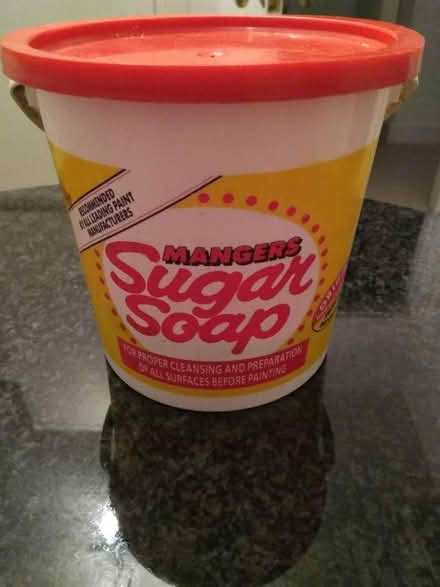 RECOMMENDED
BY ALL LEADING PAINT
MANUFACTURERS
MANGERS
Sugar
Soap
FOR PROPER CLEANSING AND PREPARATION
OF ALL SURFACES BEFORE PAINTING